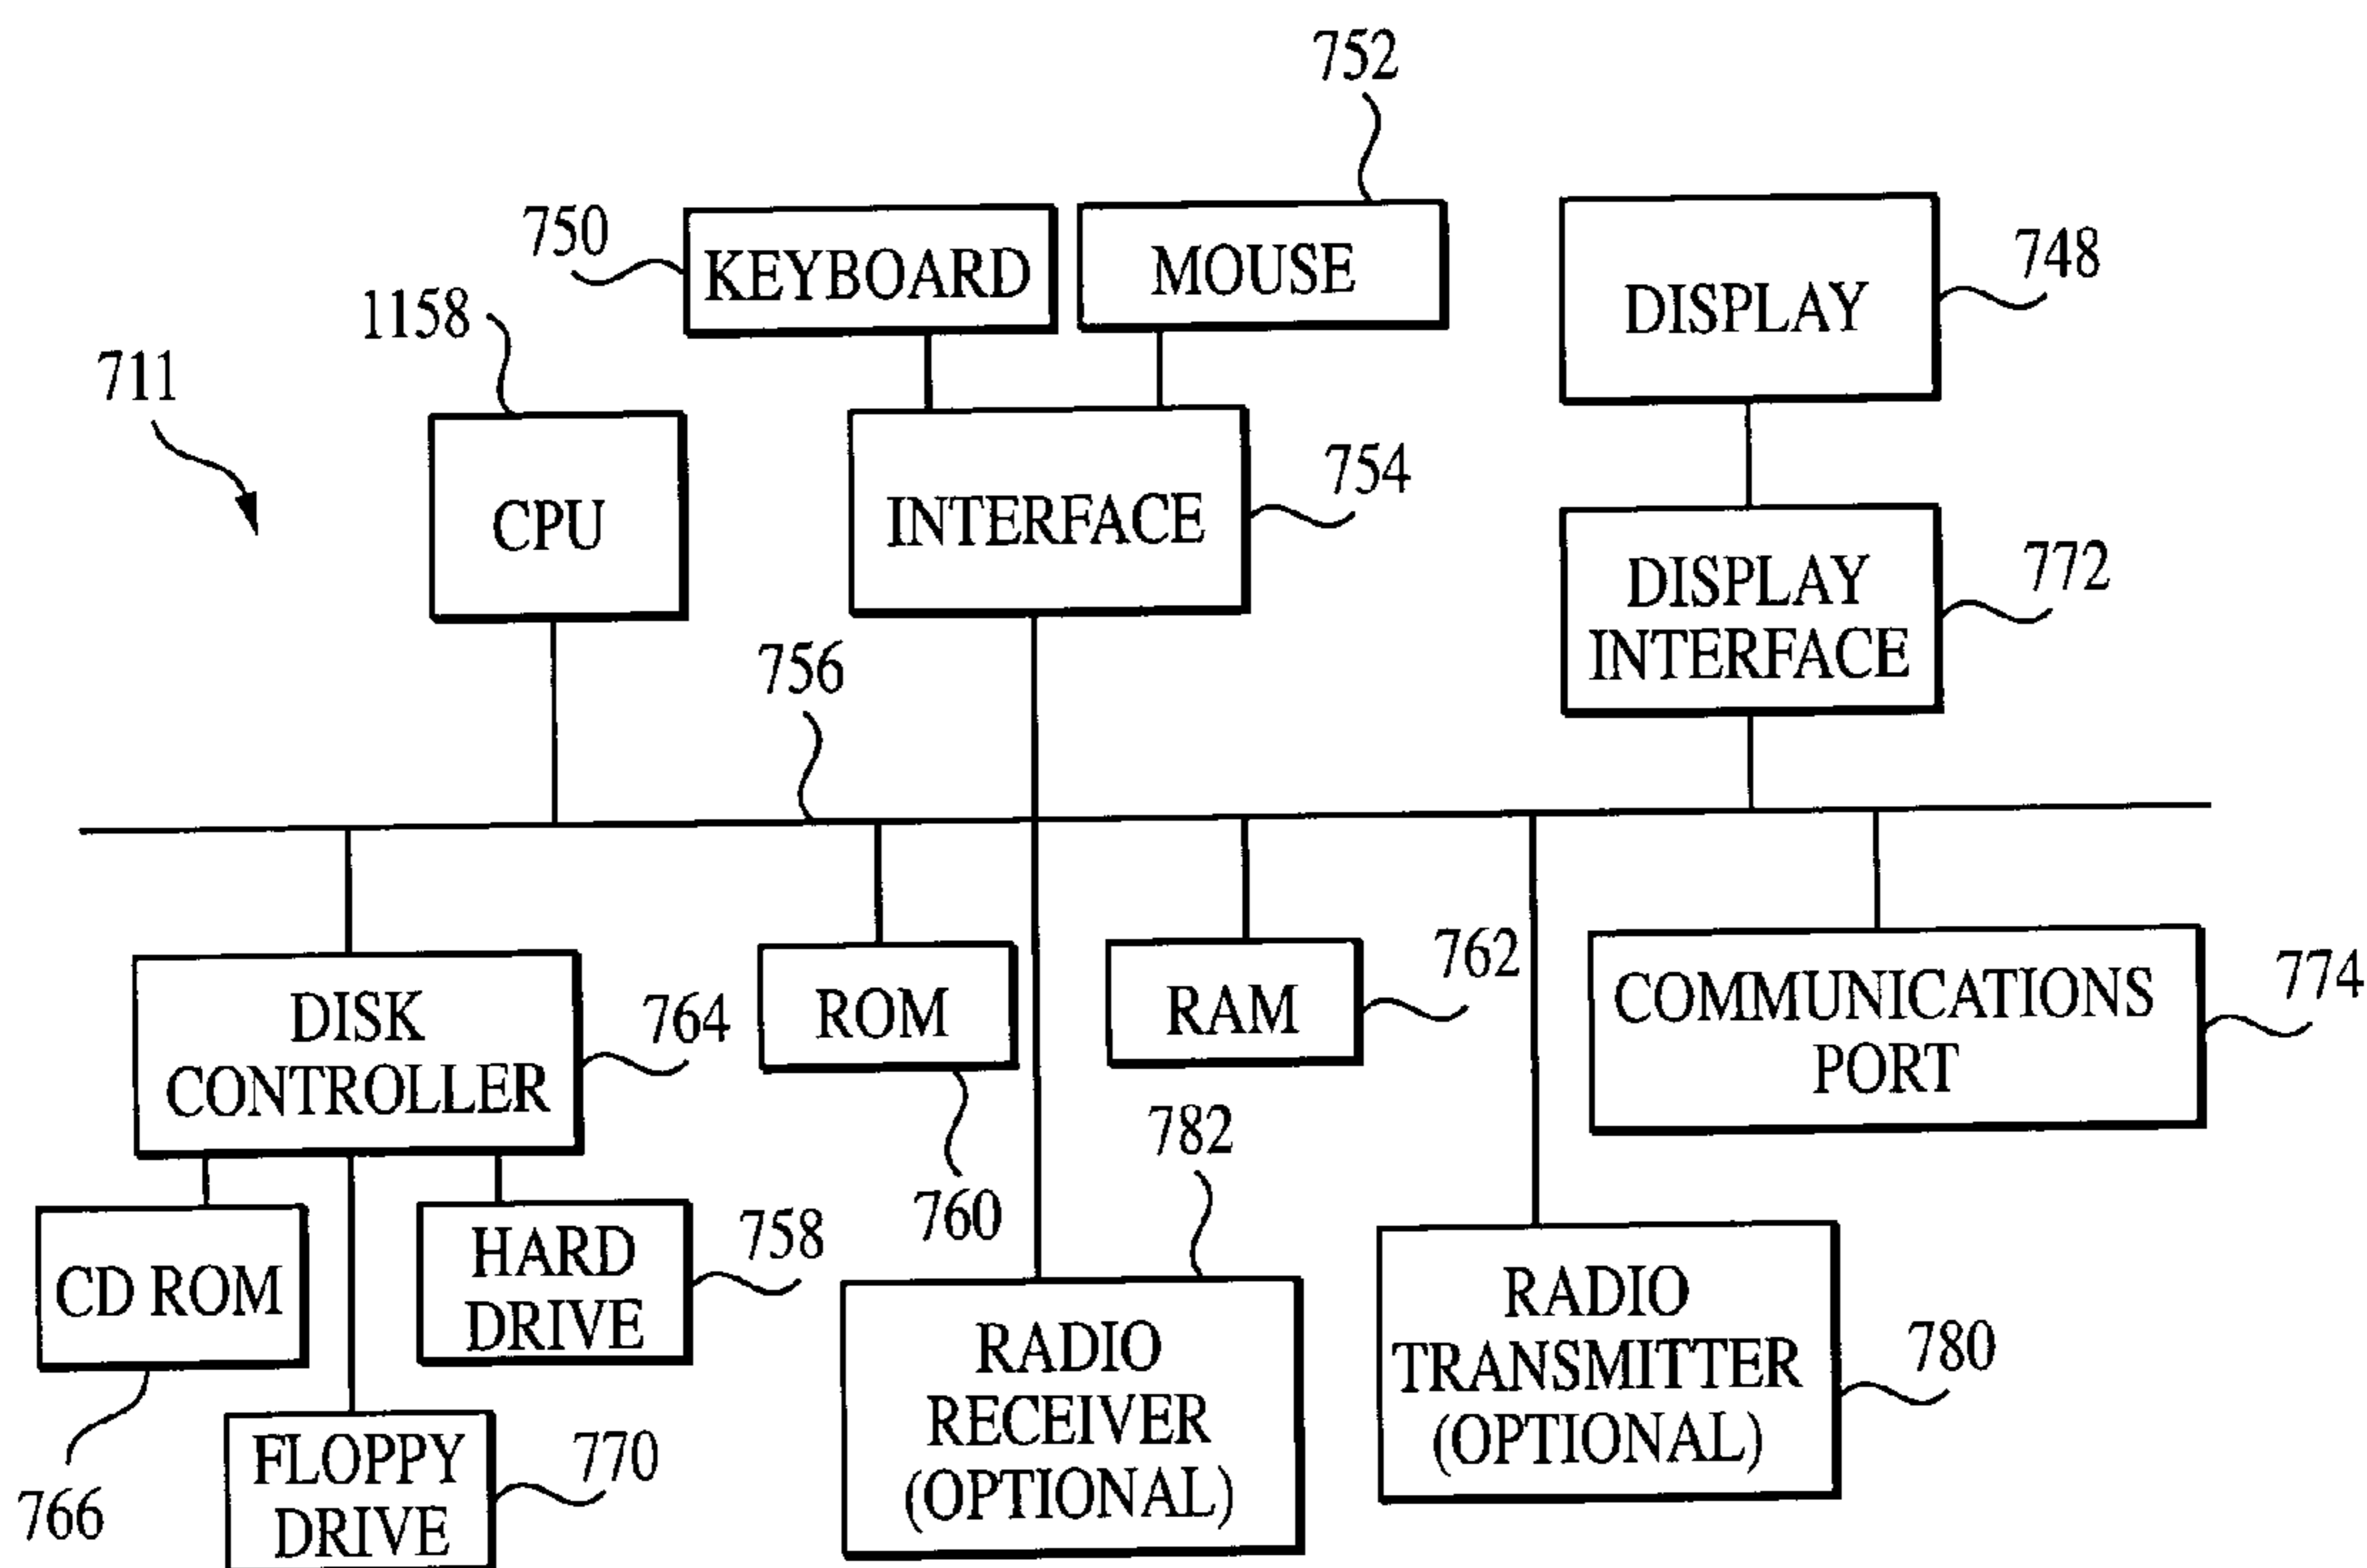 752
750
KEYBOARD
MOUSE
748
DISPLAY
1158
711
CPU
INTERFACE
754
DISPLAY
INTERFACE
772
756
DISK
CONTROLLER
764
ROM
760
RAM
762
COMMUNICATIONS
PORT
774
CD ROM
766
HARD
DRIVE
758
FLOPPY
DRIVE
770
782
RADIO
RECEIVER
(OPTIONAL)
RADIO
TRANSMITTER
(OPTIONAL)
780